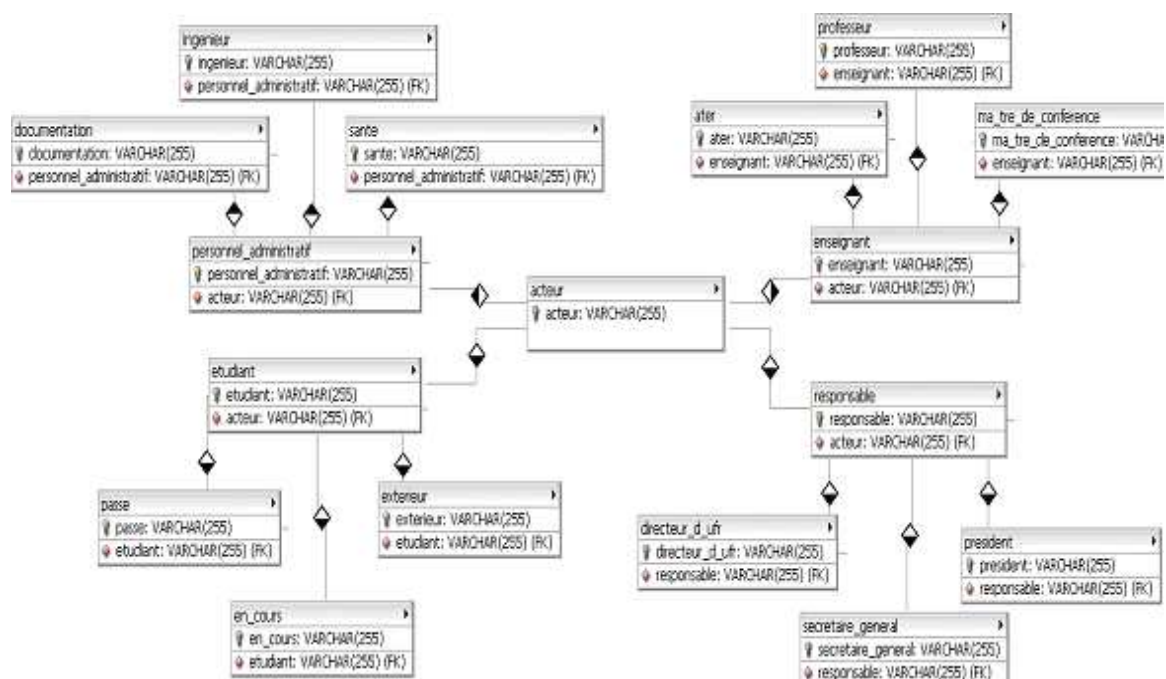 ingenieur
ingenieur: VARCHAR(255)
personnel_administratif: VARCHAR(255) (FK)
professeur
professeur: VARCHAR(255)
enseignant: VARCHAR(255) (FK)
documentation
documentation: VARCHAR(255)
personnel_administratif: VARCHAR(255) (FK)
sante
sante: VARCHAR(255)
personnel_administratif: VARCHAR(255) (FK)
ater
ater: VARCHAR(255)
enseignant: VARCHAR(255) (FK)
ma_tre_de_conference
ma_tre_de_conference: VARCHA
enseignant: VARCHAR(255) (FK)
personnel_administratif
personnel_administratif: VARCHAR(255)
acteur: VARCHAR(255) (FK)
acteur
acteur: VARCHAR(255)
enseignant
enseignant: VARCHAR(255)
acteur: VARCHAR(255) (FK)
etudiant
etudiant: VARCHAR(255)
acteur: VARCHAR(255) (FK)
responsable
responsable: VARCHAR(255)
acteur: VARCHAR(255) (FK)
passe
passe: VARCHAR(255)
etudiant: VARCHAR(255) (FK)
exterieur
exterieur: VARCHAR(255)
etudiant: VARCHAR(255) (FK)
directeur_d_ufr
directeur_d_ufr: VARCHAR(255)
responsable: VARCHAR(255) (FK)
president
president: VARCHAR(255)
responsable: VARCHAR(255) (FK)
en_cours
en_cours: VARCHAR(255)
etudiant: VARCHAR(255) (FK)
secretaire_general
secretaire_general: VARCHAR(255)
responsable: VARCHAR(255) (FK)